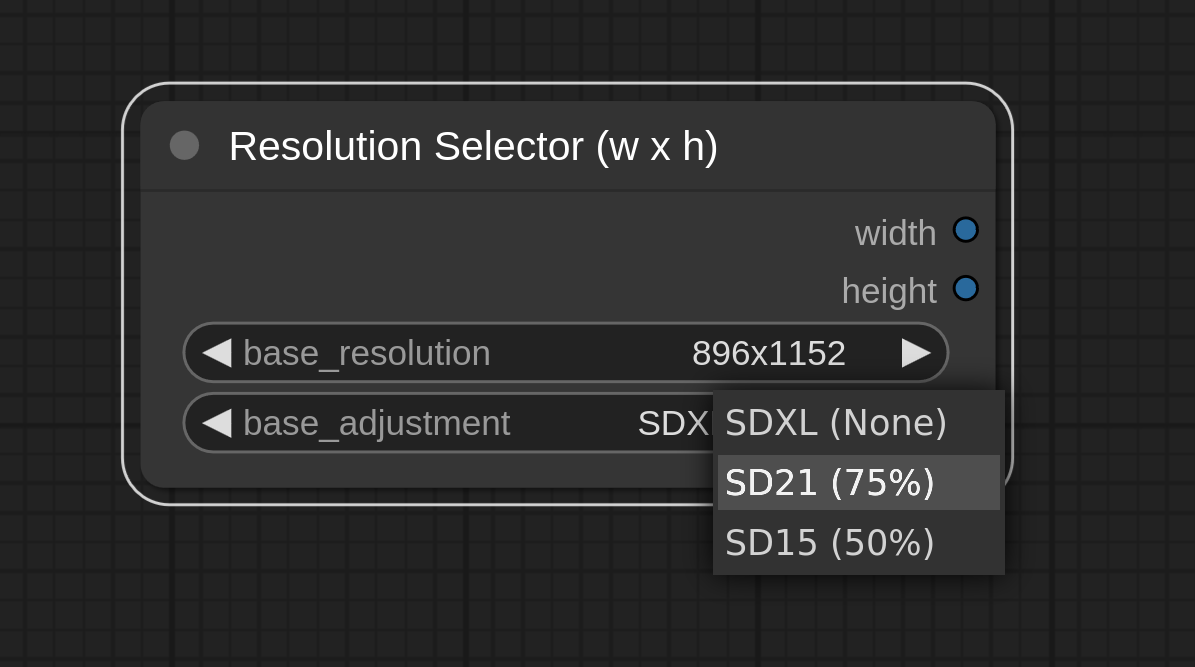 Resolution Selector (w x h)
width
height
base_resolution 896x1152
base_adjustment SDX
SDXL (None)
SD21 (75%)
SD15 (50%)